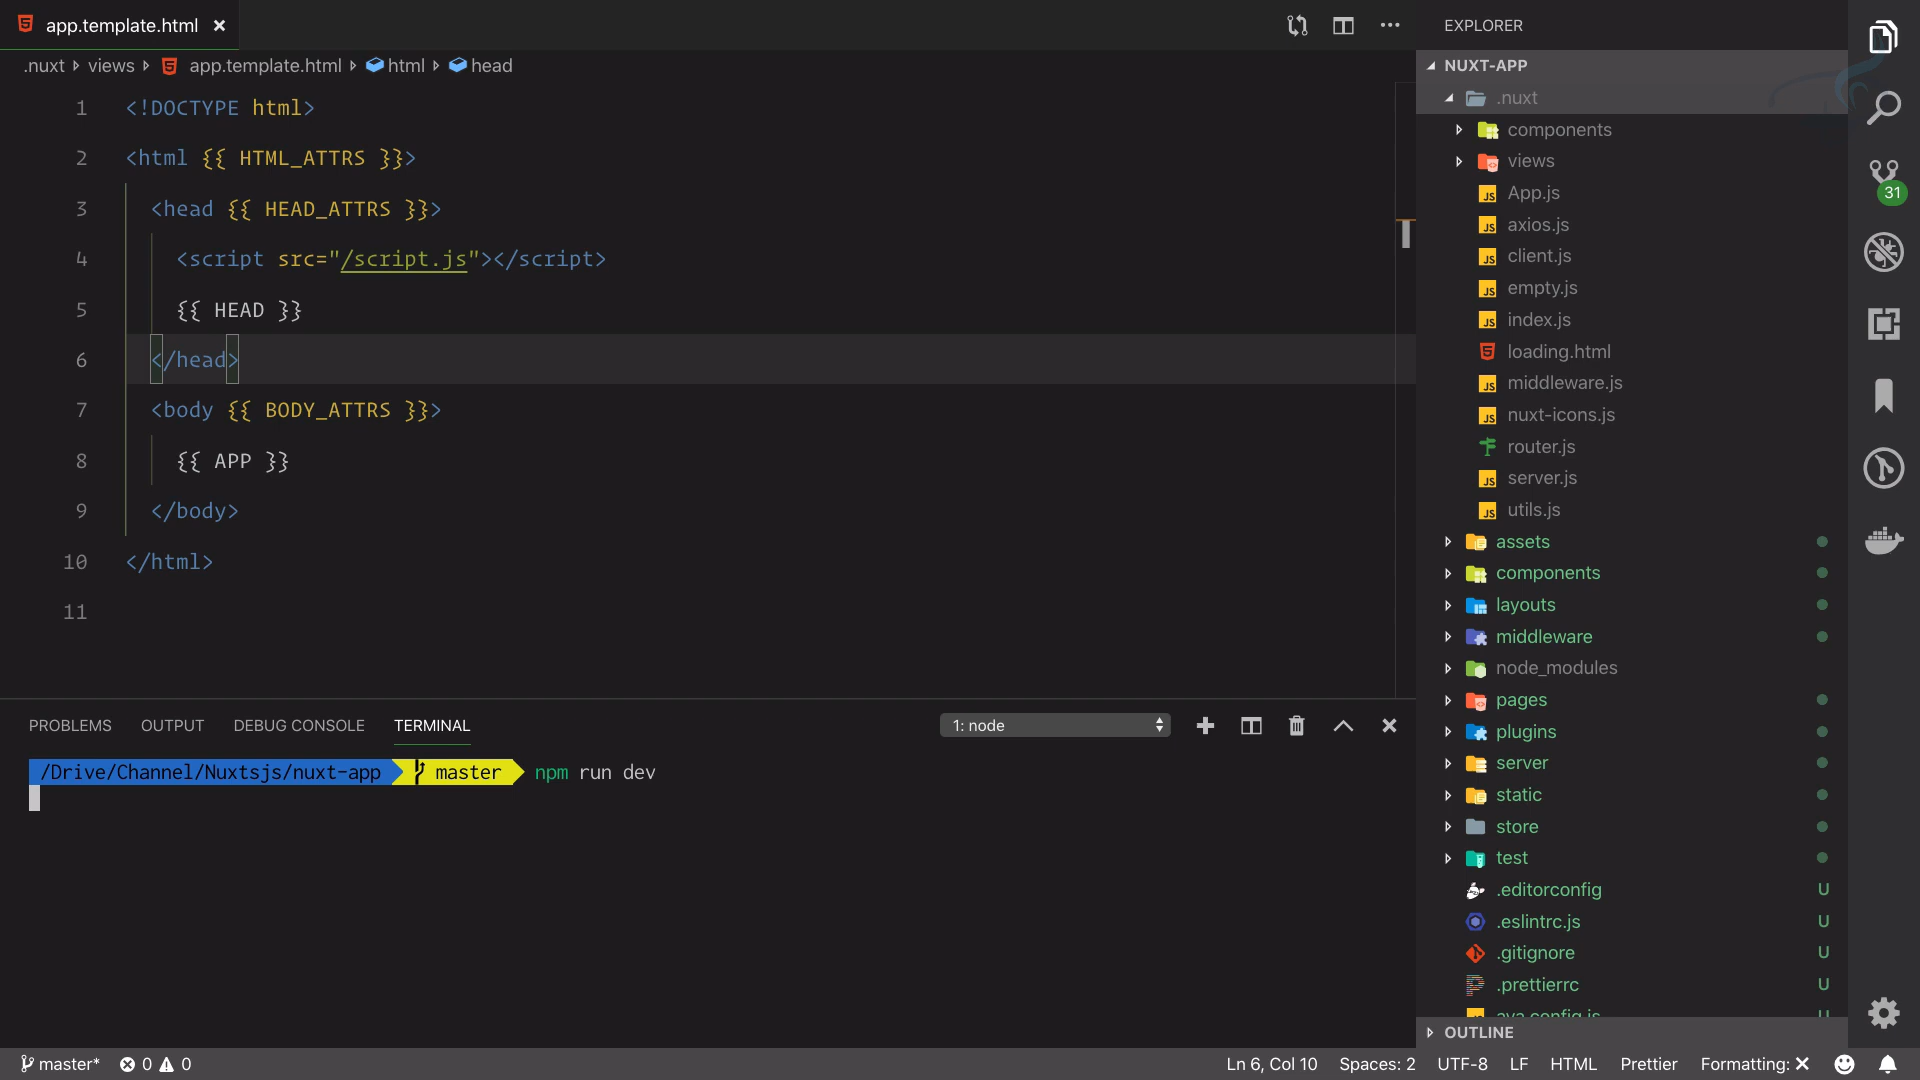 app.template.html
.nuxt views app.template.html html head
1 <!DOCTYPE html>
2 <html {{ HTML_ATTRS }}>
3 <head {{ HEAD_ATTRS }}>
4 <script src="/script.js"></script>
5 {{ HEAD }}
6 </head>
7 <body {{ BODY_ATTRS }}>
8 {{ APP }}
9 </body>
10 </html>
11
PROBLEMS OUTPUT DEBUG CONSOLE TERMINAL 1: node
/Drive/Channel/Nuxtsjs/nuxt-app master npm run dev
EXPLORER
NUXT-APP
.nuxt
components
views
App.js
axios.js
client.js
empty.js
index.js
loading.html
middleware.js
nuxt-icons.js
router.js
server.js
utils.js
assets
components
layouts
middleware
node_modules
pages
plugins
server
static
store
test
.editorconfig U
.eslintrc.js U
.gitignore U
.prettierrc U
ava.config.js U
OUTLINE
31
master* 0 0 Ln 6, Col 10 Spaces: 2 UTF-8 LF HTML Prettier Formatting: